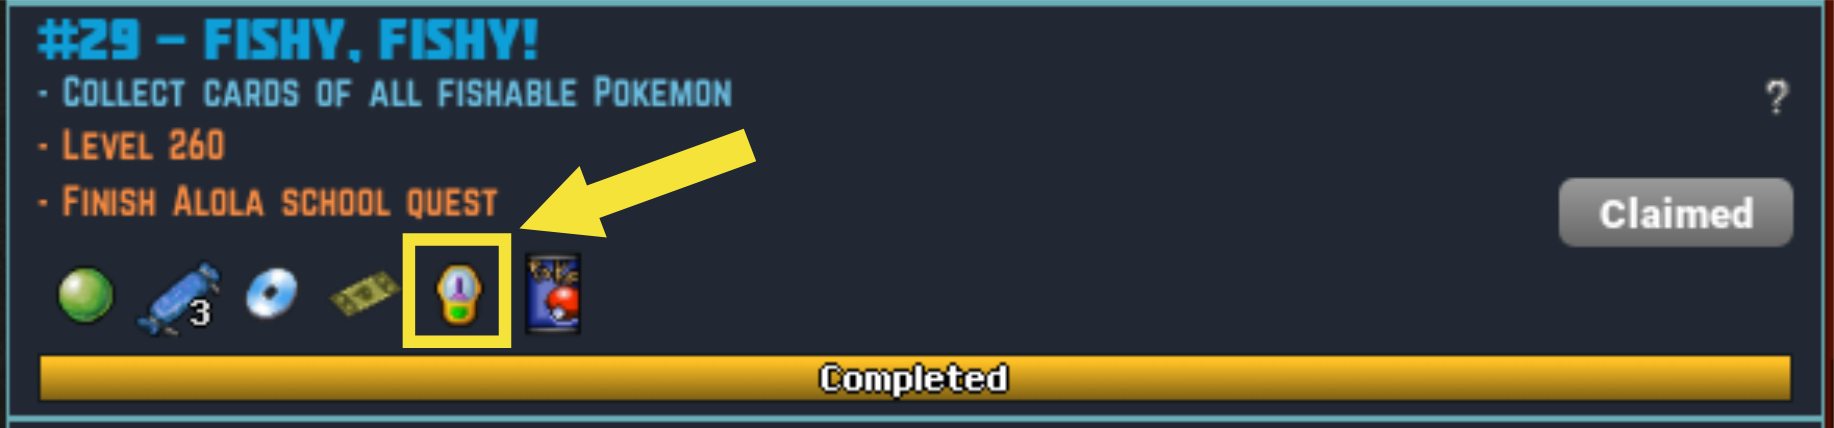 #29 – FISHY, FISHY!
- COLLECT CARDS OF ALL FISHABLE POKEMON
?
- LEVEL 260
- FINISH ALOLA SCHOOL QUEST
Claimed
3
Completed